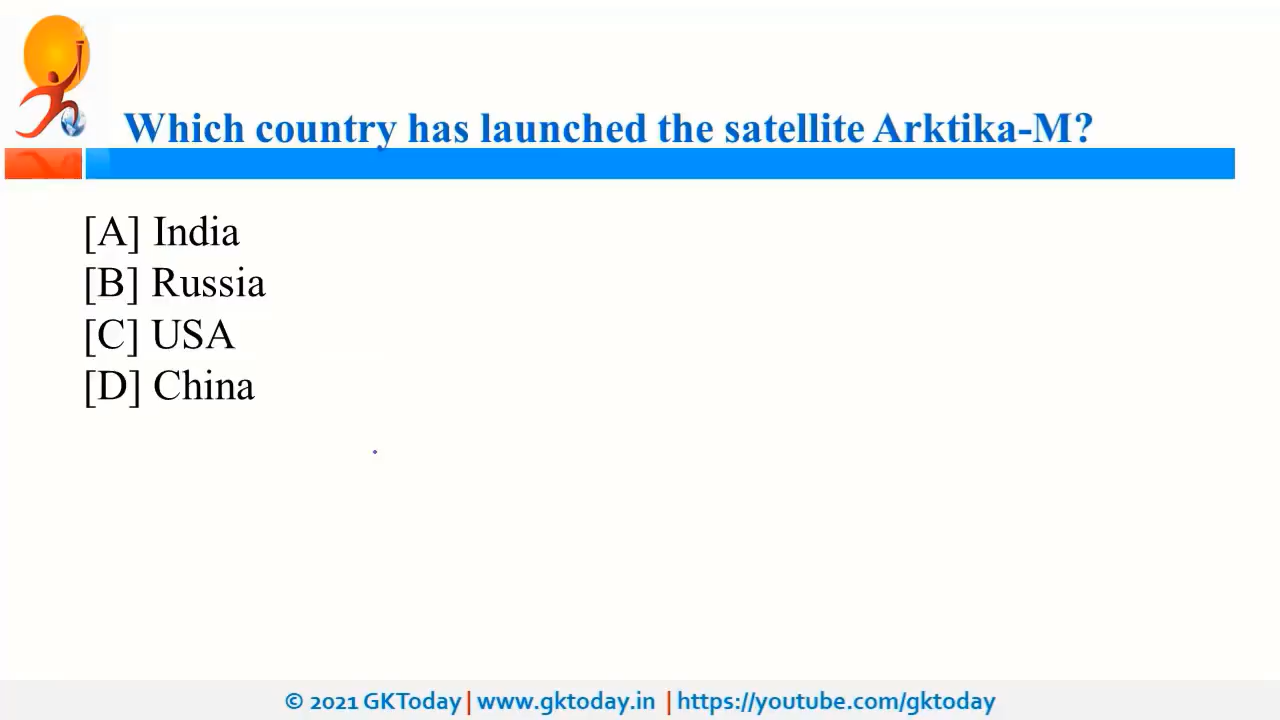 Which country has launched the satellite Arktika-M?
[A] India
[B] Russia
[C] USA
[D] China
© 2021 GKToday | www.gktoday.in | https://youtube.com/gktoday